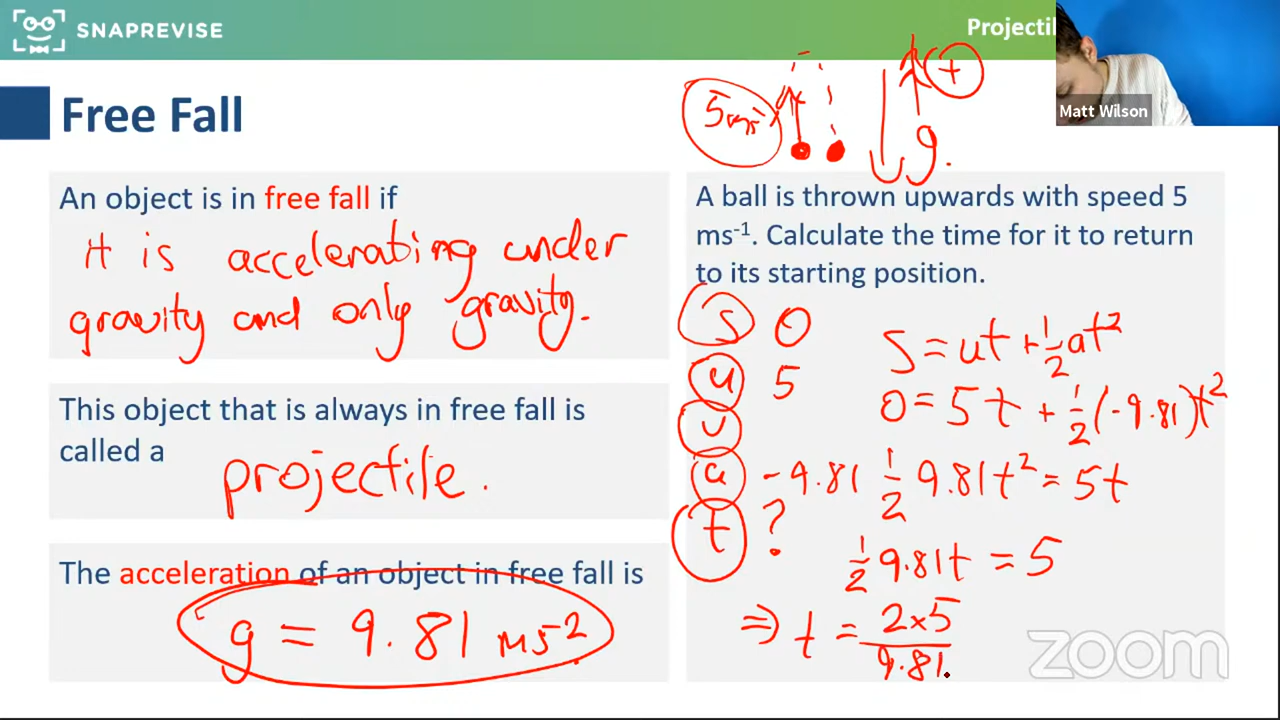 SNAPREVISE
Matt Wilson
Free Fall
An object is in free fall if
it is accelerating under
gravity and only gravity.
This object that is always in free fall is
called a
projectile.
The acceleration of an object in free fall is
g = 9.81 ms⁻²
5ms⁻¹
+
g
A ball is thrown upwards with speed 5
ms⁻¹. Calculate the time for it to return
to its starting position.
s 0
u 5
v
a -9.81
t ?
s = ut + ½at²
0 = 5t + ½(-9.81)t²
½ 9.81t² = 5t
½ 9.81t = 5
⇒ t = 2×5
9.81
zoom